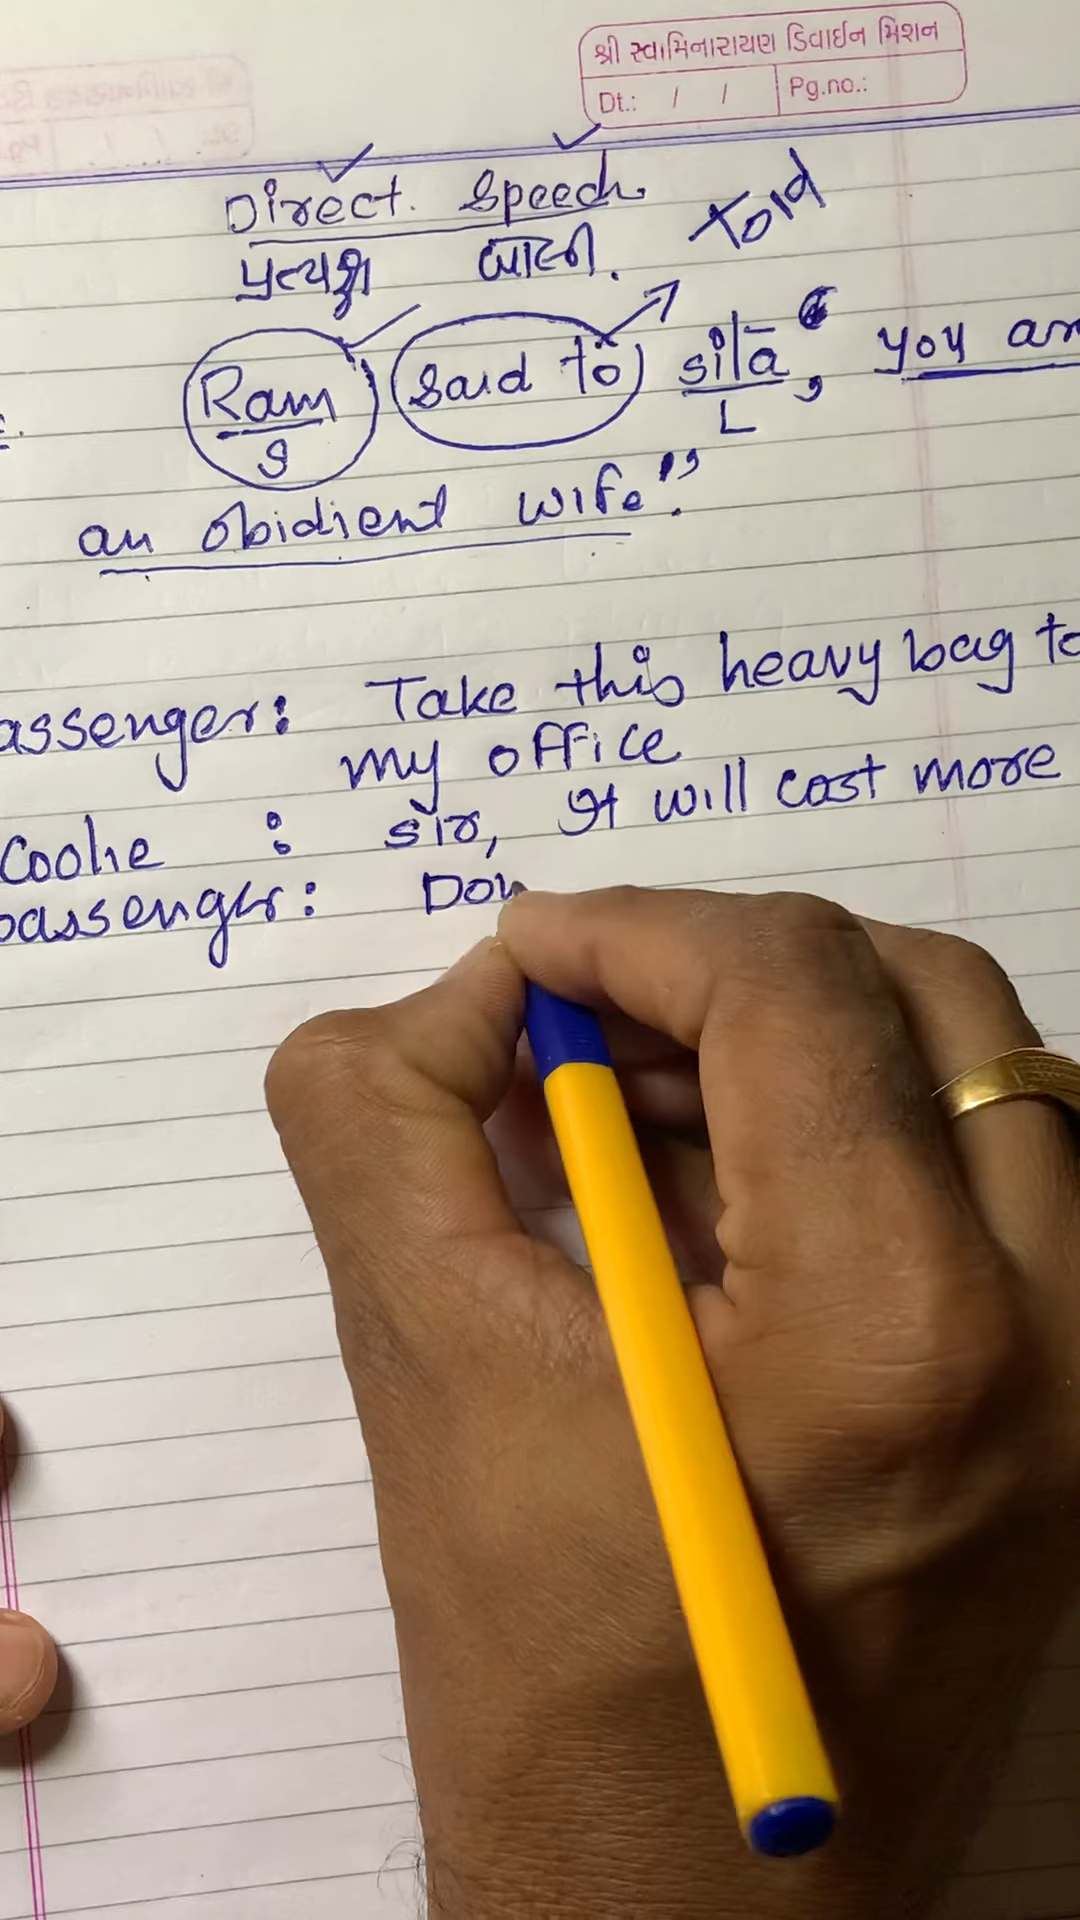 શ્રી સ્વામિનારાયણ ડિવાઈન મિશન
Dt.: / / Pg.no.:
Direct. Speech
પ્રત્યક્ષ બોલી.
Told
Ram said to sita, you are
S L
an obidient wife".
assenger: Take this heavy bag to
my office
Coolie : sir, It will cost more
passenger: Don